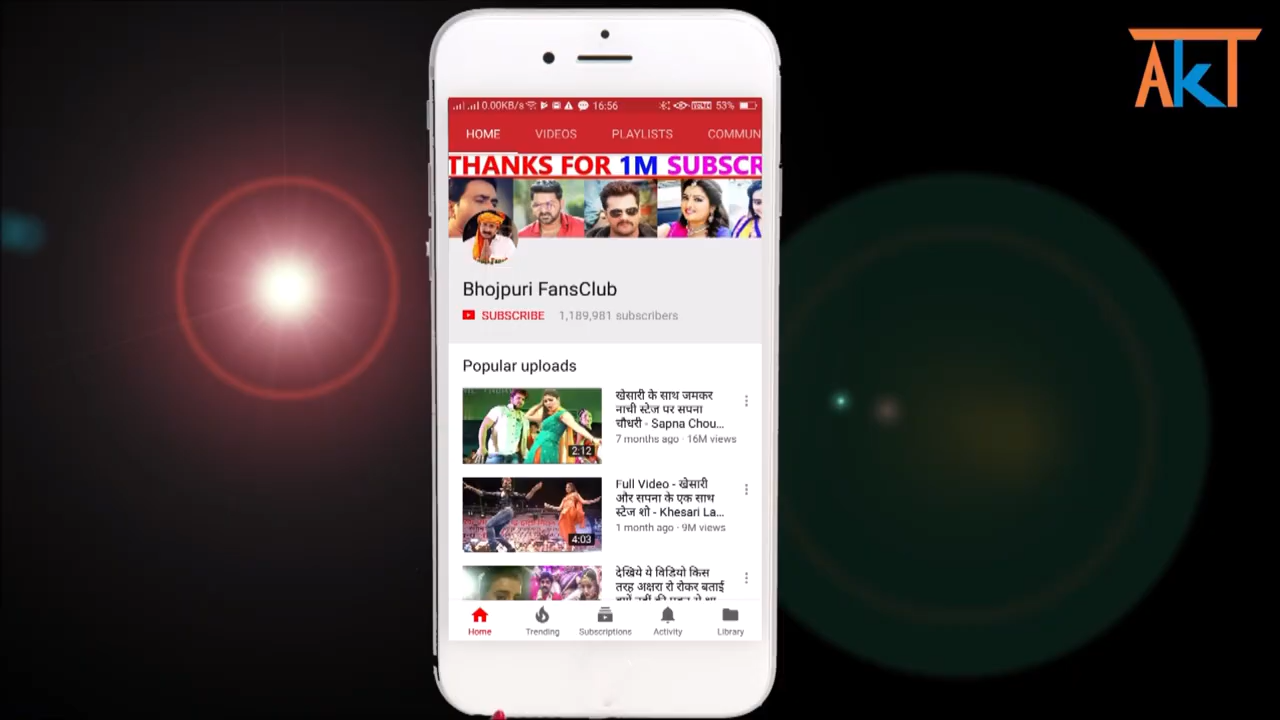 AKT
0.00KB/s 16:56 53%
HOME VIDEOS PLAYLISTS COMMUN
THANKS FOR 1M SUBSCR
Bhojpuri FansClub
SUBSCRIBE 1,189,981 subscribers
Popular uploads
खेसारी के साथ जमकर
नाची स्टेज पर सपना
चौधरी - Sapna Chou...
7 months ago · 16M views
2:12
Full Video - खेसारी
और सपना के एक साथ
स्टेज शो - Khesari La...
1 month ago · 9M views
4:03
देखिये ये विडियो किस
तरह अक्षरा रो रोकर बताई
Home Trending Subscriptions Activity Library